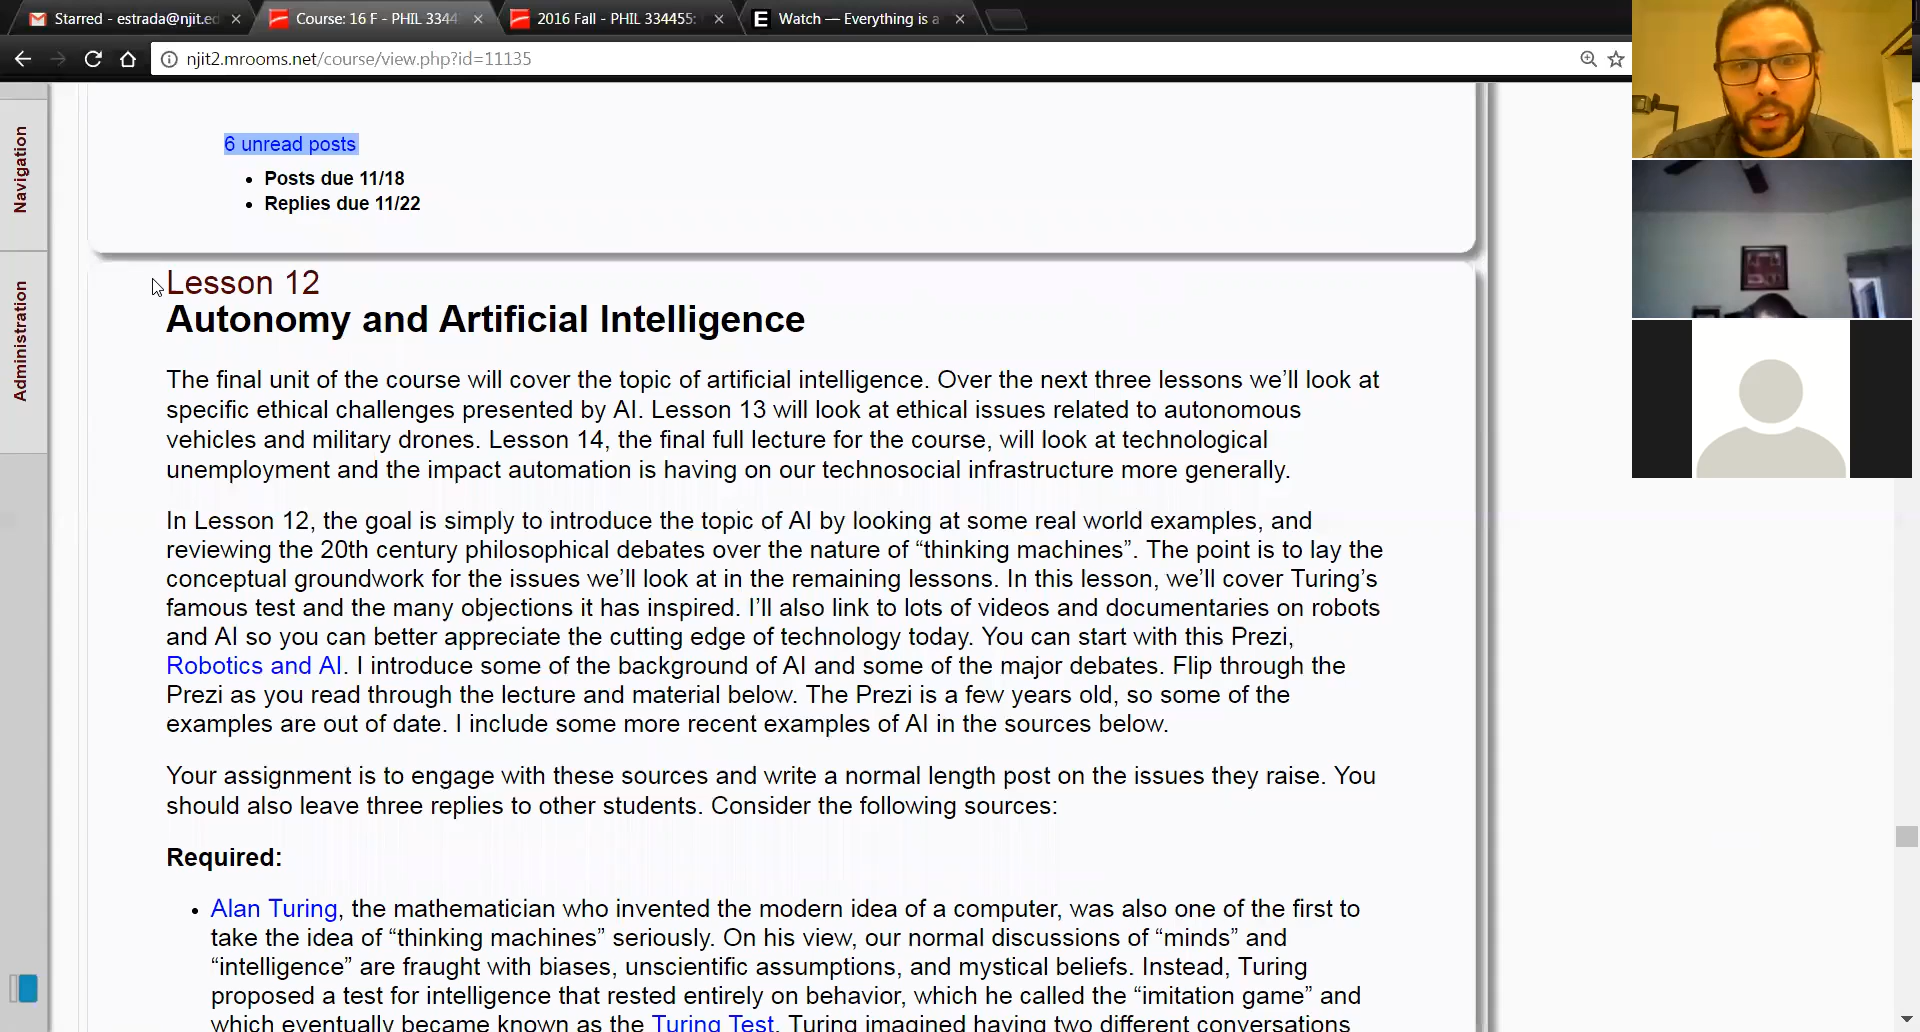 Starred - estrada@njit.ed
Course: 16 F - PHIL 3344
2016 Fall - PHIL 334455:
Watch — Everything is a
njit2.mrooms.net/course/view.php?id=11135
Navigation
Administration
6 unread posts
• Posts due 11/18
• Replies due 11/22
Lesson 12
Autonomy and Artificial Intelligence
The final unit of the course will cover the topic of artificial intelligence. Over the next three lessons we’ll look at
specific ethical challenges presented by AI. Lesson 13 will look at ethical issues related to autonomous
vehicles and military drones. Lesson 14, the final full lecture for the course, will look at technological
unemployment and the impact automation is having on our technosocial infrastructure more generally.
In Lesson 12, the goal is simply to introduce the topic of AI by looking at some real world examples, and
reviewing the 20th century philosophical debates over the nature of “thinking machines”. The point is to lay the
conceptual groundwork for the issues we’ll look at in the remaining lessons. In this lesson, we’ll cover Turing’s
famous test and the many objections it has inspired. I’ll also link to lots of videos and documentaries on robots
and AI so you can better appreciate the cutting edge of technology today. You can start with this Prezi,
Robotics and AI. I introduce some of the background of AI and some of the major debates. Flip through the
Prezi as you read through the lecture and material below. The Prezi is a few years old, so some of the
examples are out of date. I include some more recent examples of AI in the sources below.
Your assignment is to engage with these sources and write a normal length post on the issues they raise. You
should also leave three replies to other students. Consider the following sources:
Required:
• Alan Turing, the mathematician who invented the modern idea of a computer, was also one of the first to
take the idea of “thinking machines” seriously. On his view, our normal discussions of “minds” and
“intelligence” are fraught with biases, unscientific assumptions, and mystical beliefs. Instead, Turing
proposed a test for intelligence that rested entirely on behavior, which he called the “imitation game” and
which eventually became known as the Turing Test. Turing imagined having two different conversations